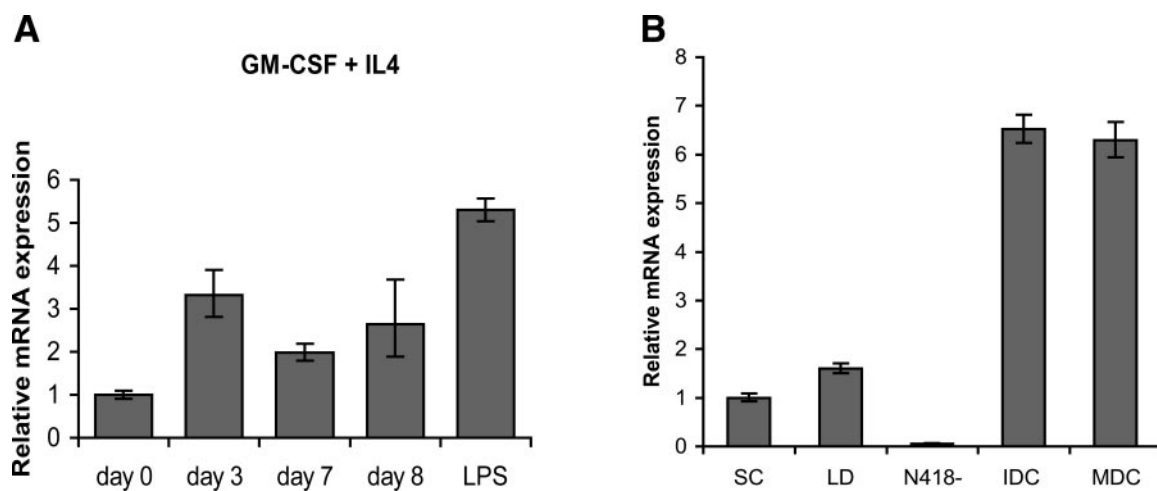 A
GM-CSF + IL4
Relative mRNA expression
6
5
4
3
2
1
0
day 0 day 3 day 7 day 8 LPS
B
Relative mRNA expression
8
7
6
5
4
3
2
1
0
SC LD N418- IDC MDC